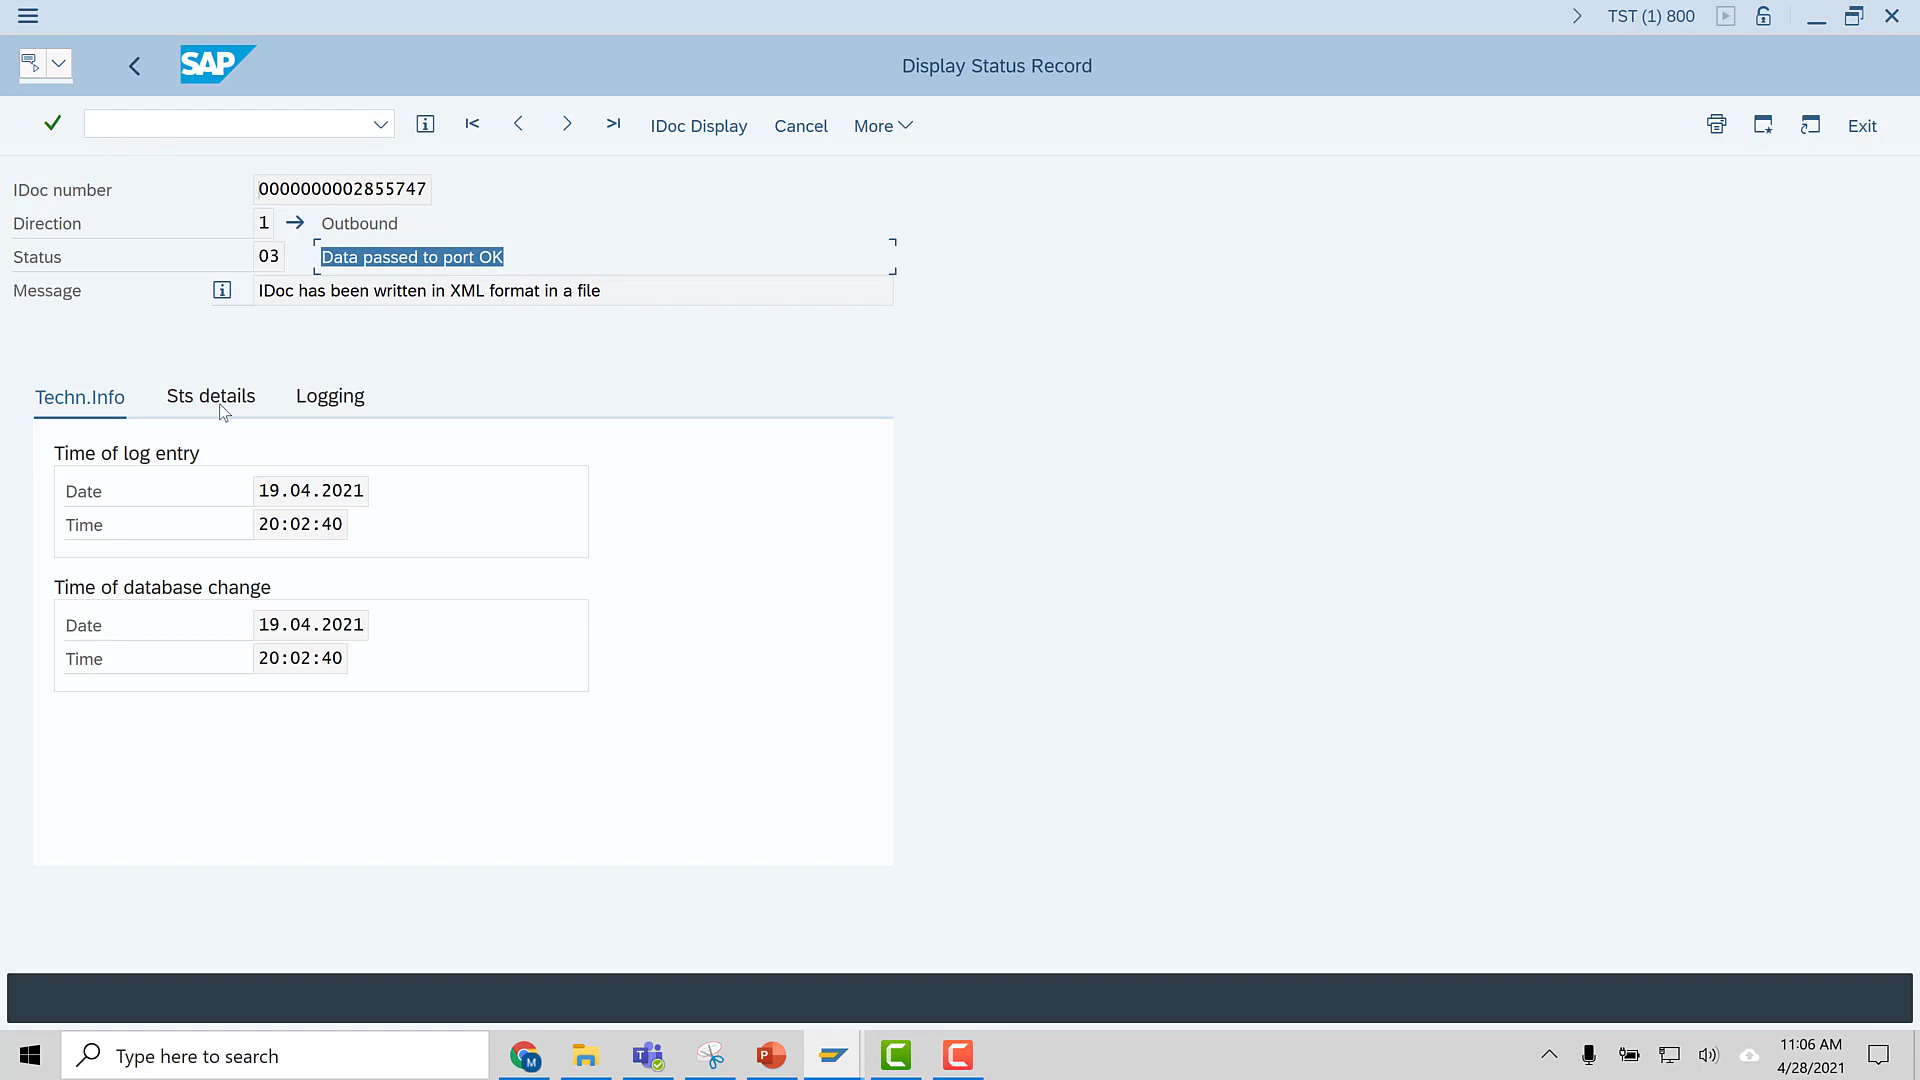 TST (1) 800
SAP
Display Status Record
IDoc Display Cancel More Exit
IDoc number 0000000002855747
Direction 1 Outbound
Status 03 Data passed to port OK
Message IDoc has been written in XML format in a file
Techn.Info Sts details Logging
Time of log entry
Date 19.04.2021
Time 20:02:40
Time of database change
Date 19.04.2021
Time 20:02:40
Type here to search
11:06 AM
4/28/2021